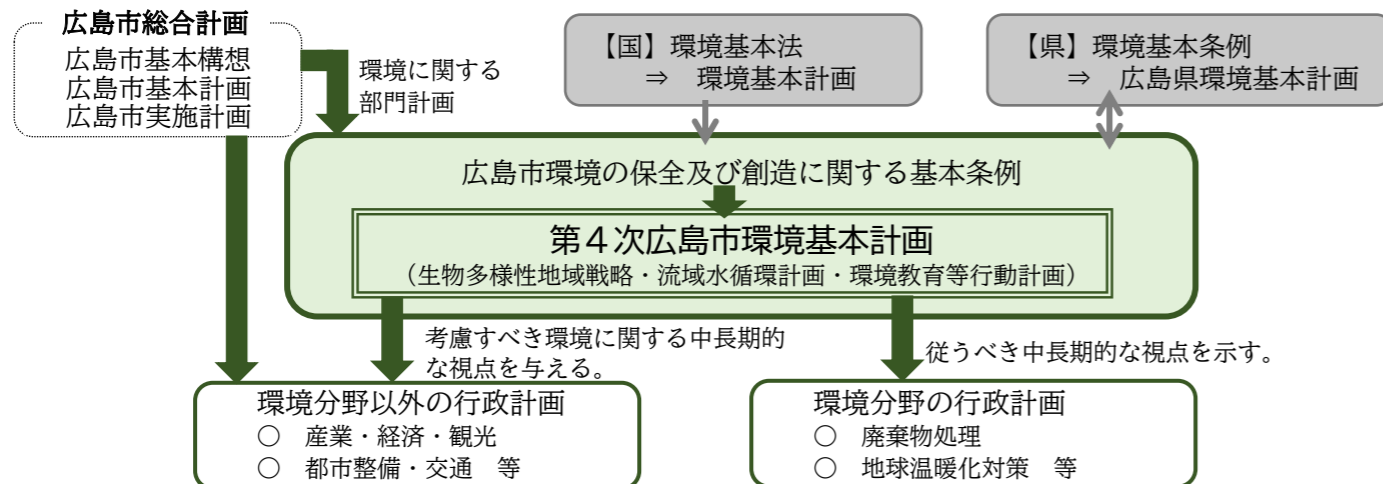 広島市総合計画
広島市基本構想
広島市基本計画
広島市実施計画
環境に関する
部門計画
【国】環境基本法
⇒　環境基本計画
【県】環境基本条例
⇒　広島県環境基本計画
広島市環境の保全及び創造に関する基本条例
第４次広島市環境基本計画
（生物多様性地域戦略・流域水循環計画・環境教育等行動計画）
考慮すべき環境に関する中長期的
な視点を与える。
従うべき中長期的な視点を示す。
環境分野以外の行政計画
○　産業・経済・観光
○　都市整備・交通　等
環境分野の行政計画
○　廃棄物処理
○　地球温暖化対策　等